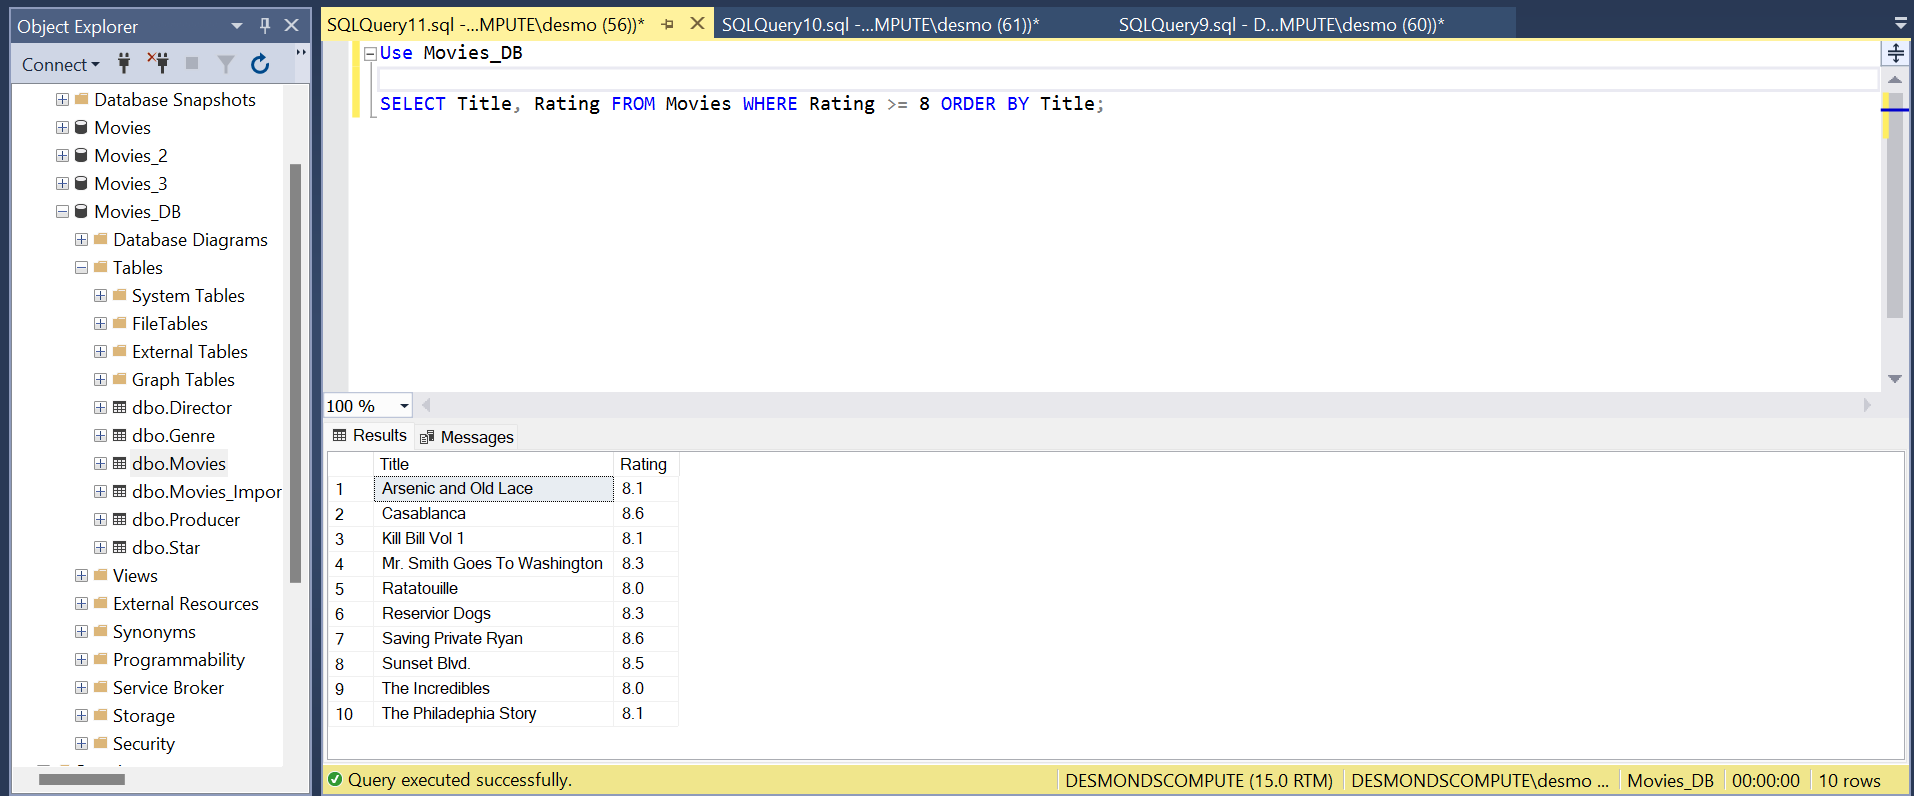 Object Explorer
Connect
Database Snapshots
Movies
Movies_2
Movies_3
Movies_DB
Database Diagrams
Tables
System Tables
FileTables
External Tables
Graph Tables
dbo.Director
dbo.Genre
dbo.Movies
dbo.Movies_Impor
dbo.Producer
dbo.Star
Views
External Resources
Synonyms
Programmability
Service Broker
Storage
Security
SQLQuery11.sql -...MPUTE\desmo (56))* SQLQuery10.sql -...MPUTE\desmo (61))* SQLQuery9.sql - D...MPUTE\desmo (60))*
Use Movies_DB
SELECT Title, Rating FROM Movies WHERE Rating >= 8 ORDER BY Title;
100 %
Results Messages
Title Rating
1 Arsenic and Old Lace 8.1
2 Casablanca 8.6
3 Kill Bill Vol 1 8.1
4 Mr. Smith Goes To Washington 8.3
5 Ratatouille 8.0
6 Reservior Dogs 8.3
7 Saving Private Ryan 8.6
8 Sunset Blvd. 8.5
9 The Incredibles 8.0
10 The Philadephia Story 8.1
Query executed successfully. DESMONDSCOMPUTE (15.0 RTM) DESMONDSCOMPUTE\desmo ... Movies_DB 00:00:00 10 rows